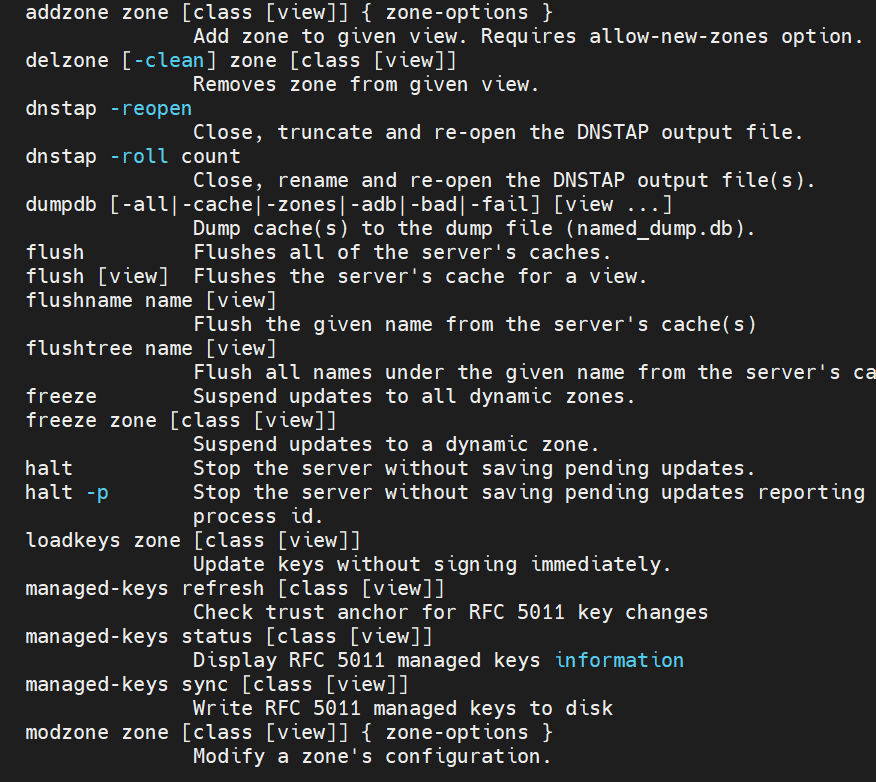 addzone zone [class [view]] { zone-options }
Add zone to given view. Requires allow-new-zones option.
delzone [-clean] zone [class [view]]
Removes zone from given view.
dnstap -reopen
Close, truncate and re-open the DNSTAP output file.
dnstap -roll count
Close, rename and re-open the DNSTAP output file(s).
dumpdb [-all|-cache|-zones|-adb|-bad|-fail] [view ...]
Dump cache(s) to the dump file (named_dump.db).
flush Flushes all of the server's caches.
flush [view] Flushes the server's cache for a view.
flushname name [view]
Flush the given name from the server's cache(s)
flushtree name [view]
Flush all names under the given name from the server's ca
freeze Suspend updates to all dynamic zones.
freeze zone [class [view]]
Suspend updates to a dynamic zone.
halt Stop the server without saving pending updates.
halt -p Stop the server without saving pending updates reporting
process id.
loadkeys zone [class [view]]
Update keys without signing immediately.
managed-keys refresh [class [view]]
Check trust anchor for RFC 5011 key changes
managed-keys status [class [view]]
Display RFC 5011 managed keys information
managed-keys sync [class [view]]
Write RFC 5011 managed keys to disk
modzone zone [class [view]] { zone-options }
Modify a zone's configuration.